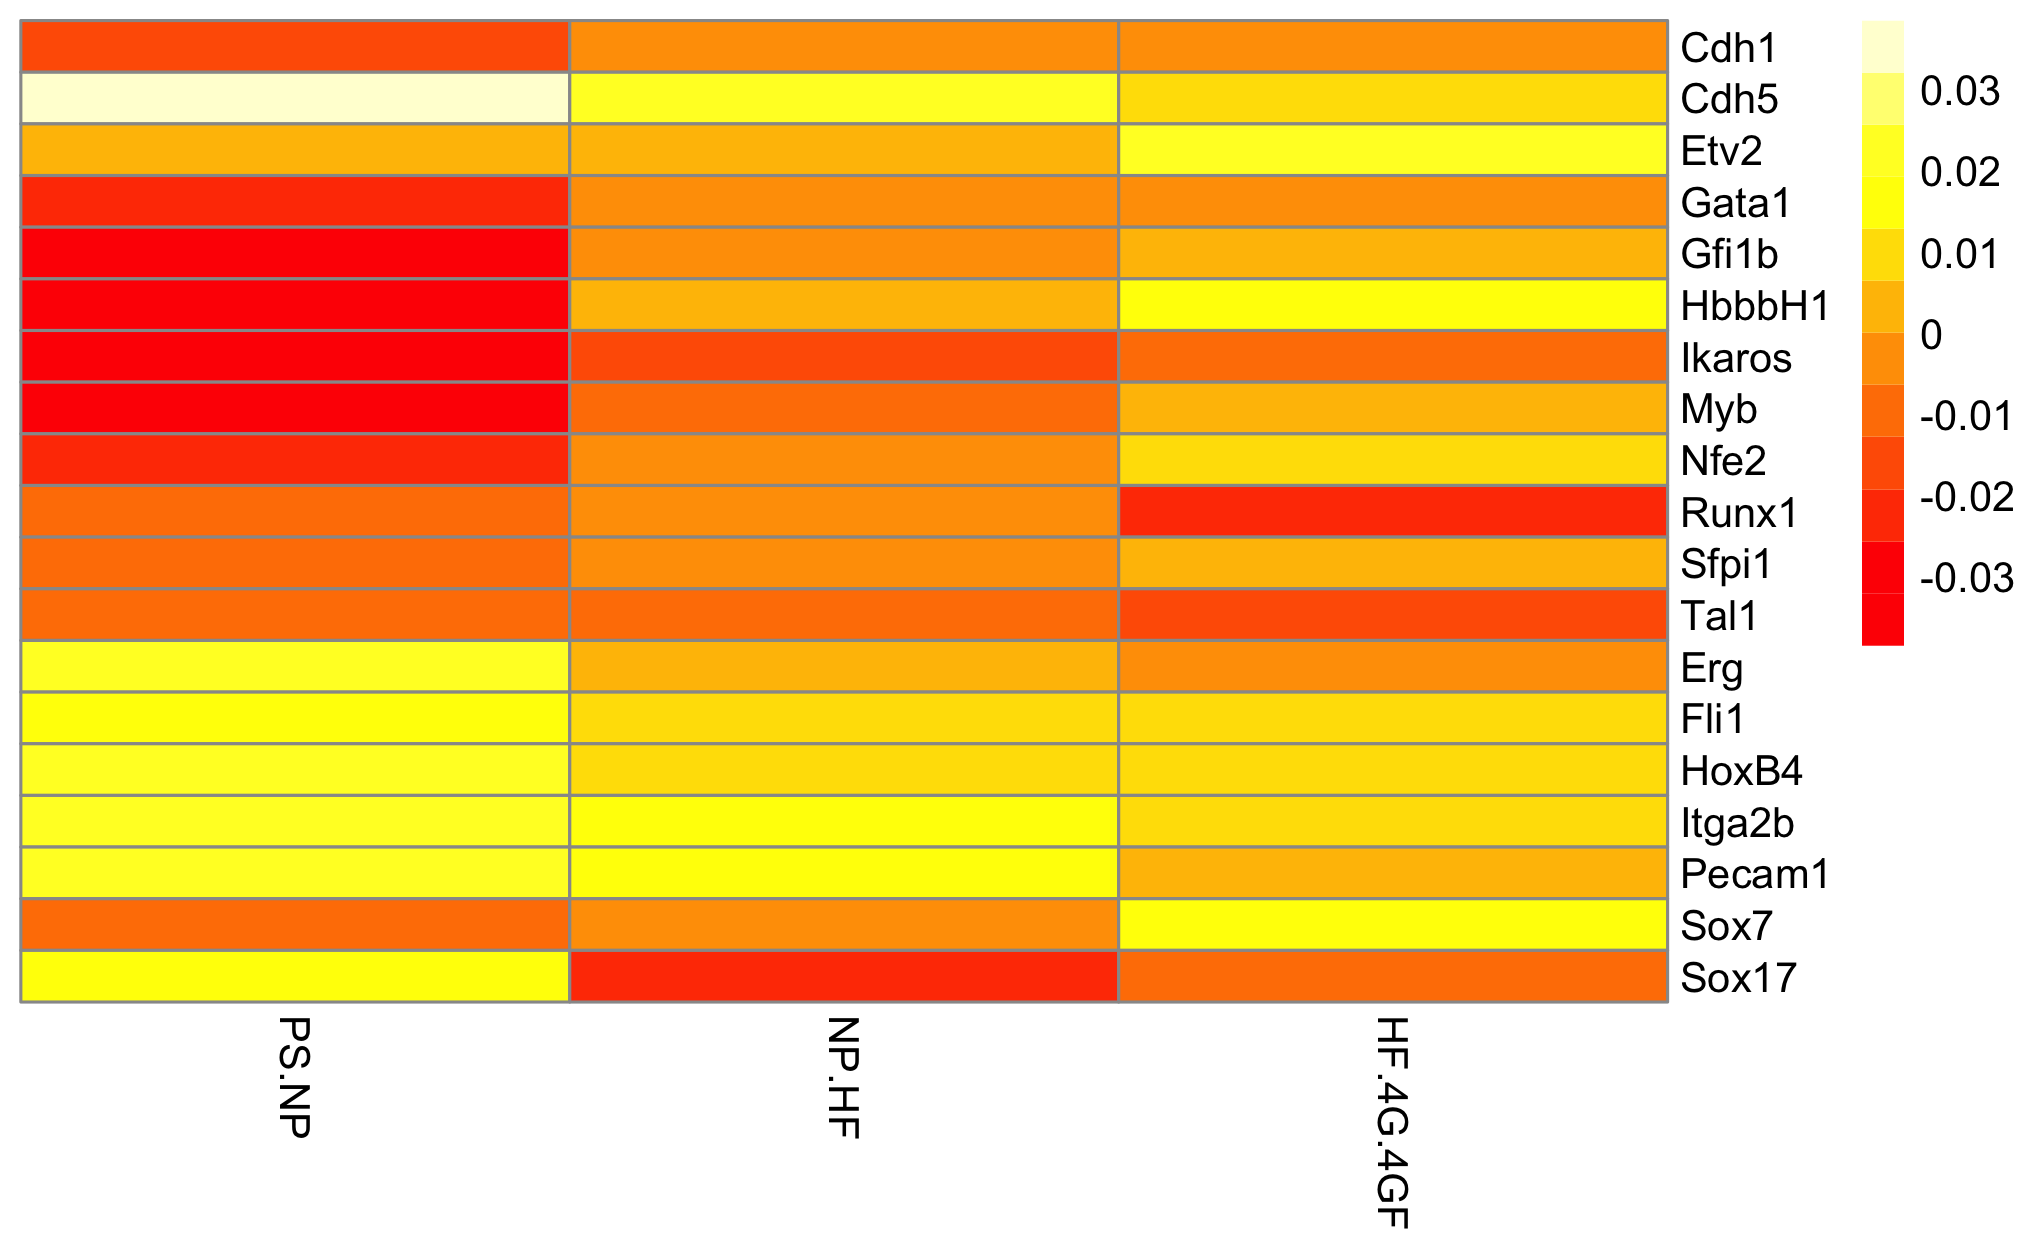 Cdh1
Cdh5
Etv2
Gata1
Gfi1b
HbbbH1
Ikaros
Myb
Nfe2
Runx1
Sfpi1
Tal1
Erg
Fli1
HoxB4
Itga2b
Pecam1
Sox7
Sox17
0.03
0.02
0.01
0
-0.01
-0.02
-0.03
PS.NP
NP.HF
HF.4G.4GF